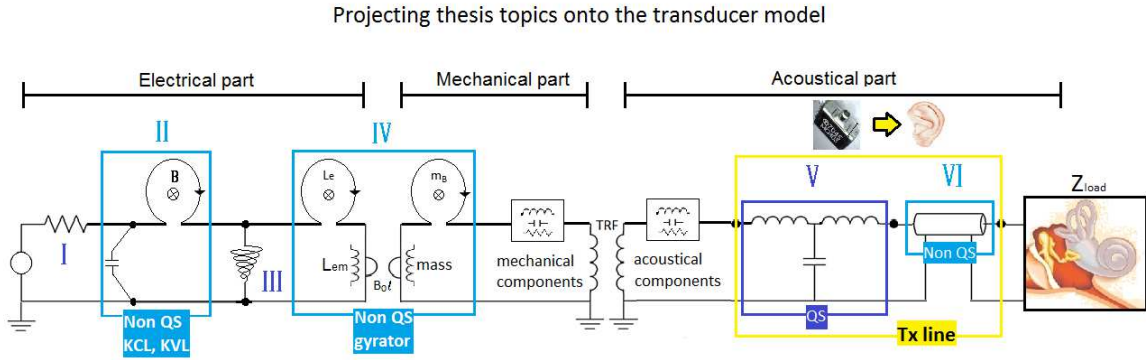 Projecting thesis topics onto the transducer model
Electrical part
Mechanical part
Acoustical part
II
IV
V
VI
B
Le
mB
Zload
I
III
Lem
B0ℓ
mass
mechanical
components
TRF
acoustical
components
Non QS
QS
Non QS
KCL, KVL
Non QS
gyrator
Tx line